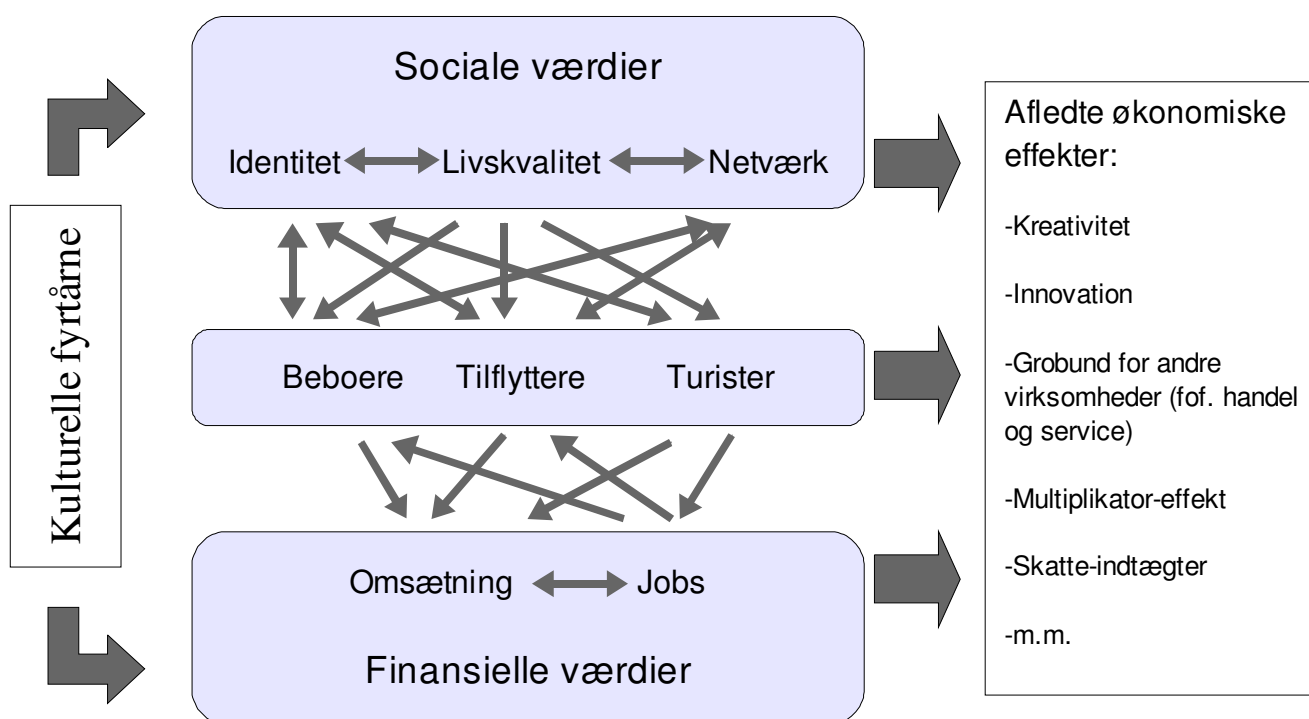 Kulturelle fyrtårne
Sociale værdier
Identitet Livskvalitet Netværk
Beboere Tilflyttere Turister
Omsætning Jobs
Finansielle værdier
Afledte økonomiske
effekter:
-Kreativitet
-Innovation
-Grobund for andre
virksomheder (fof. handel
og service)
-Multiplikator-effekt
-Skatte-indtægter
-m.m.